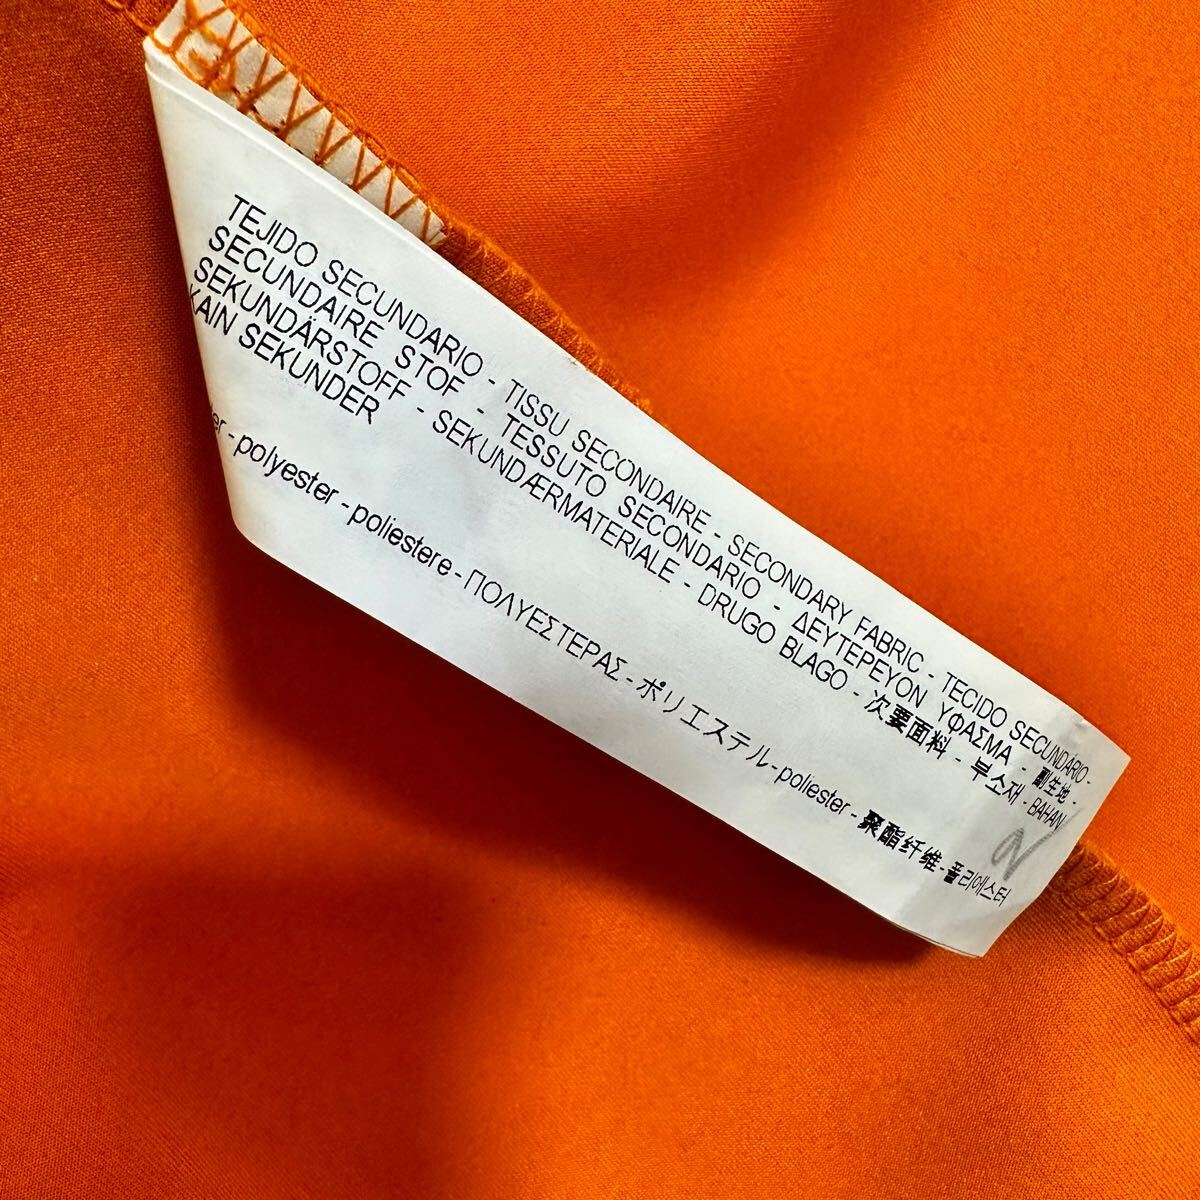 TEJIDO SECUNDARIO - TISSU SECONDAIRE - SECONDARY FABRIC - TECIDO SECUNDÁRIO -
SECUNDAIRE STOF - TESSUTO SECONDARIO - ΔΕΥΤΕΡΕΥΟΝ ΥΦΑΣΜΑ - 副生地 -
SEKUNDÄRSTOFF - SEKUNDÆRMATERIALE - DRUGO BLAGO - 次要面料 - 부소재 - BAHAN
KAIN SEKUNDER
er - polyester - poliestere - ΠΟΛΥΕΣΤΕΡΑΣ - ポリエステル - poliester - 聚酯纤维 - 폴리에스터